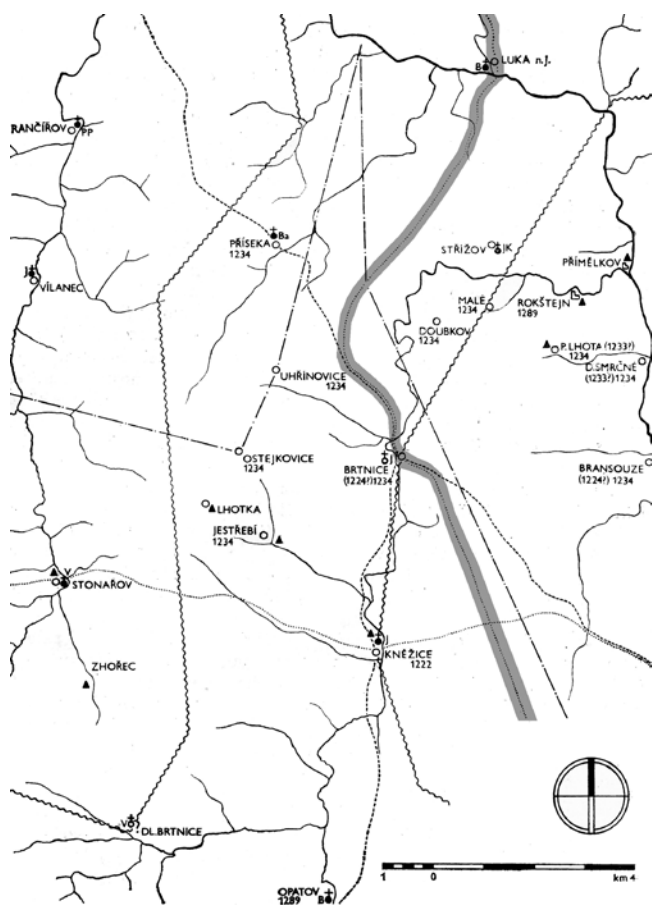 LUKA n.j.
B
RANČÍŘOV
PP
Ba
PŘÍSEKA
1234
STŘÍŽOV
JK
PŘÍMĚLKOV
J
VÍLANEC
MALÉ
1234
ROKŠTEJN
1289
DOUBKOV
1234
P.LHOTA (1233?)
1234
D.SMRČNÉ
(1233?) 1234
UHŘÍNOVICE
1234
OSTEJKOVICE
1234
J
BRTNICE
(1224?) 1234
BRANSOUZE
(1224?) 1234
LHOTKA
JESTŘEBÍ
1234
V
STONAŘOV
J
KNĚŽICE
1222
ZHOŘEC
V
DL.BRTNICE
OPATOV
1289
B
1 0 km 4